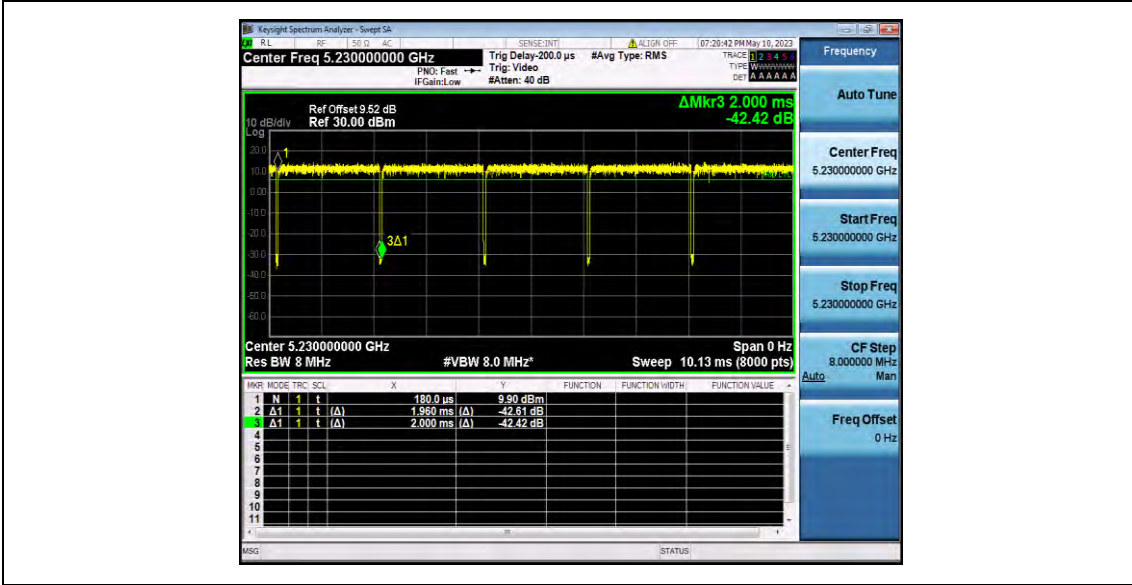 Keysight Spectrum Analyzer - Swept SA
RL RF 50 Ω AC SENSE:INT ALIGN OFF 07:20:42 PM May 10, 2023
Center Freq 5.230000000 GHz Trig Delay-200.0 µs #Avg Type: RMS TRACE 1 2 3 4 5 6
PNO: Fast Trig: Video TYPE W
IFGain:Low #Atten: 40 dB DET A A A A A A
Frequency
Ref Offset 9.52 dB ΔMkr3 2.000 ms
10 dB/div Ref 30.00 dBm -42.42 dB
Log
20.0
1
10.0
0.00
-10.0
-20.0
3Δ1
-30.0
-40.0
-50.0
-60.0
Center 5.230000000 GHz Span 0 Hz
Res BW 8 MHz #VBW 8.0 MHz* Sweep 10.13 ms (8000 pts)
MKR MODE TRC SCL X Y FUNCTION FUNCTION WIDTH FUNCTION VALUE
1 N 1 t 180.0 µs 9.90 dBm
2 Δ1 1 t (Δ) 1.960 ms (Δ) -42.61 dB
3 Δ1 1 t (Δ) 2.000 ms (Δ) -42.42 dB
4
5
6
7
8
9
10
11
MSG STATUS
Auto Tune
Center Freq
5.230000000 GHz
Start Freq
5.230000000 GHz
Stop Freq
5.230000000 GHz
CF Step
8.000000 MHz
Auto Man
Freq Offset
0 Hz